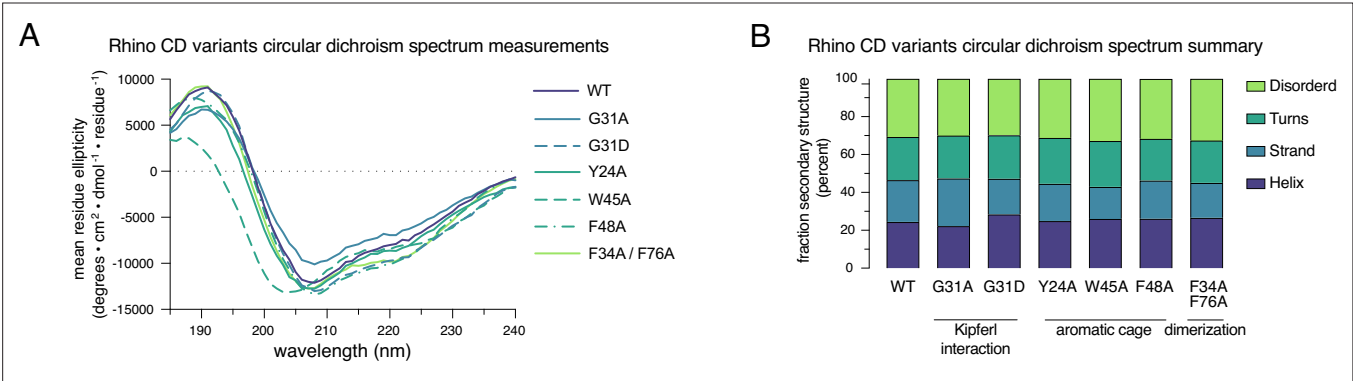 A
Rhino CD variants circular dichroism spectrum measurements
mean residue ellipticity
(degrees • cm2 • dmol-1 • residue-1)
10000
5000
0
-5000
-10000
-15000
190
200
210
220
230
240
wavelength (nm)
WT
G31A
G31D
Y24A
W45A
F48A
F34A / F76A
B
Rhino CD variants circular dichroism spectrum summary
fraction secondary structure
(percent)
100
80
60
40
20
0
WT
G31A
G31D
Y24A
W45A
F48A
F34A
F76A
Kipferl
interaction
aromatic cage
dimerization
Disorderd
Turns
Strand
Helix